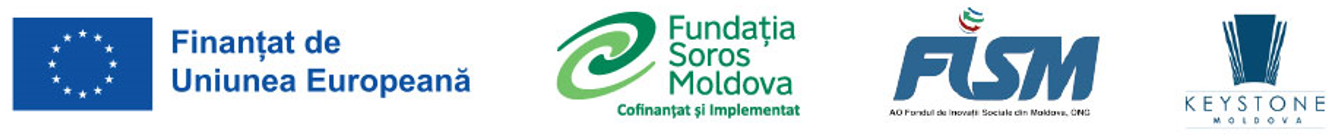 Finanțat de
Uniunea Europeană
Fundația
Soros
Moldova
Cofinanțat și Implementat
FISM
AO Fondul de Inovații Sociale din Moldova, ONG
KEYSTONE
MOLDOVA